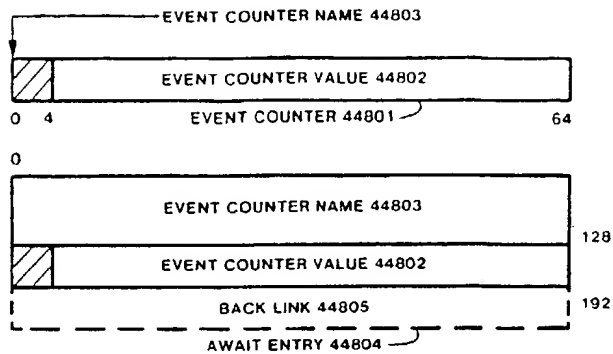 EVENT COUNTER NAME 44803
EVENT COUNTER VALUE 44802
0 4 EVENT COUNTER 44801 64
0
EVENT COUNTER NAME 44803
128
EVENT COUNTER VALUE 44802
BACK LINK 44805 192
AWAIT ENTRY 44804